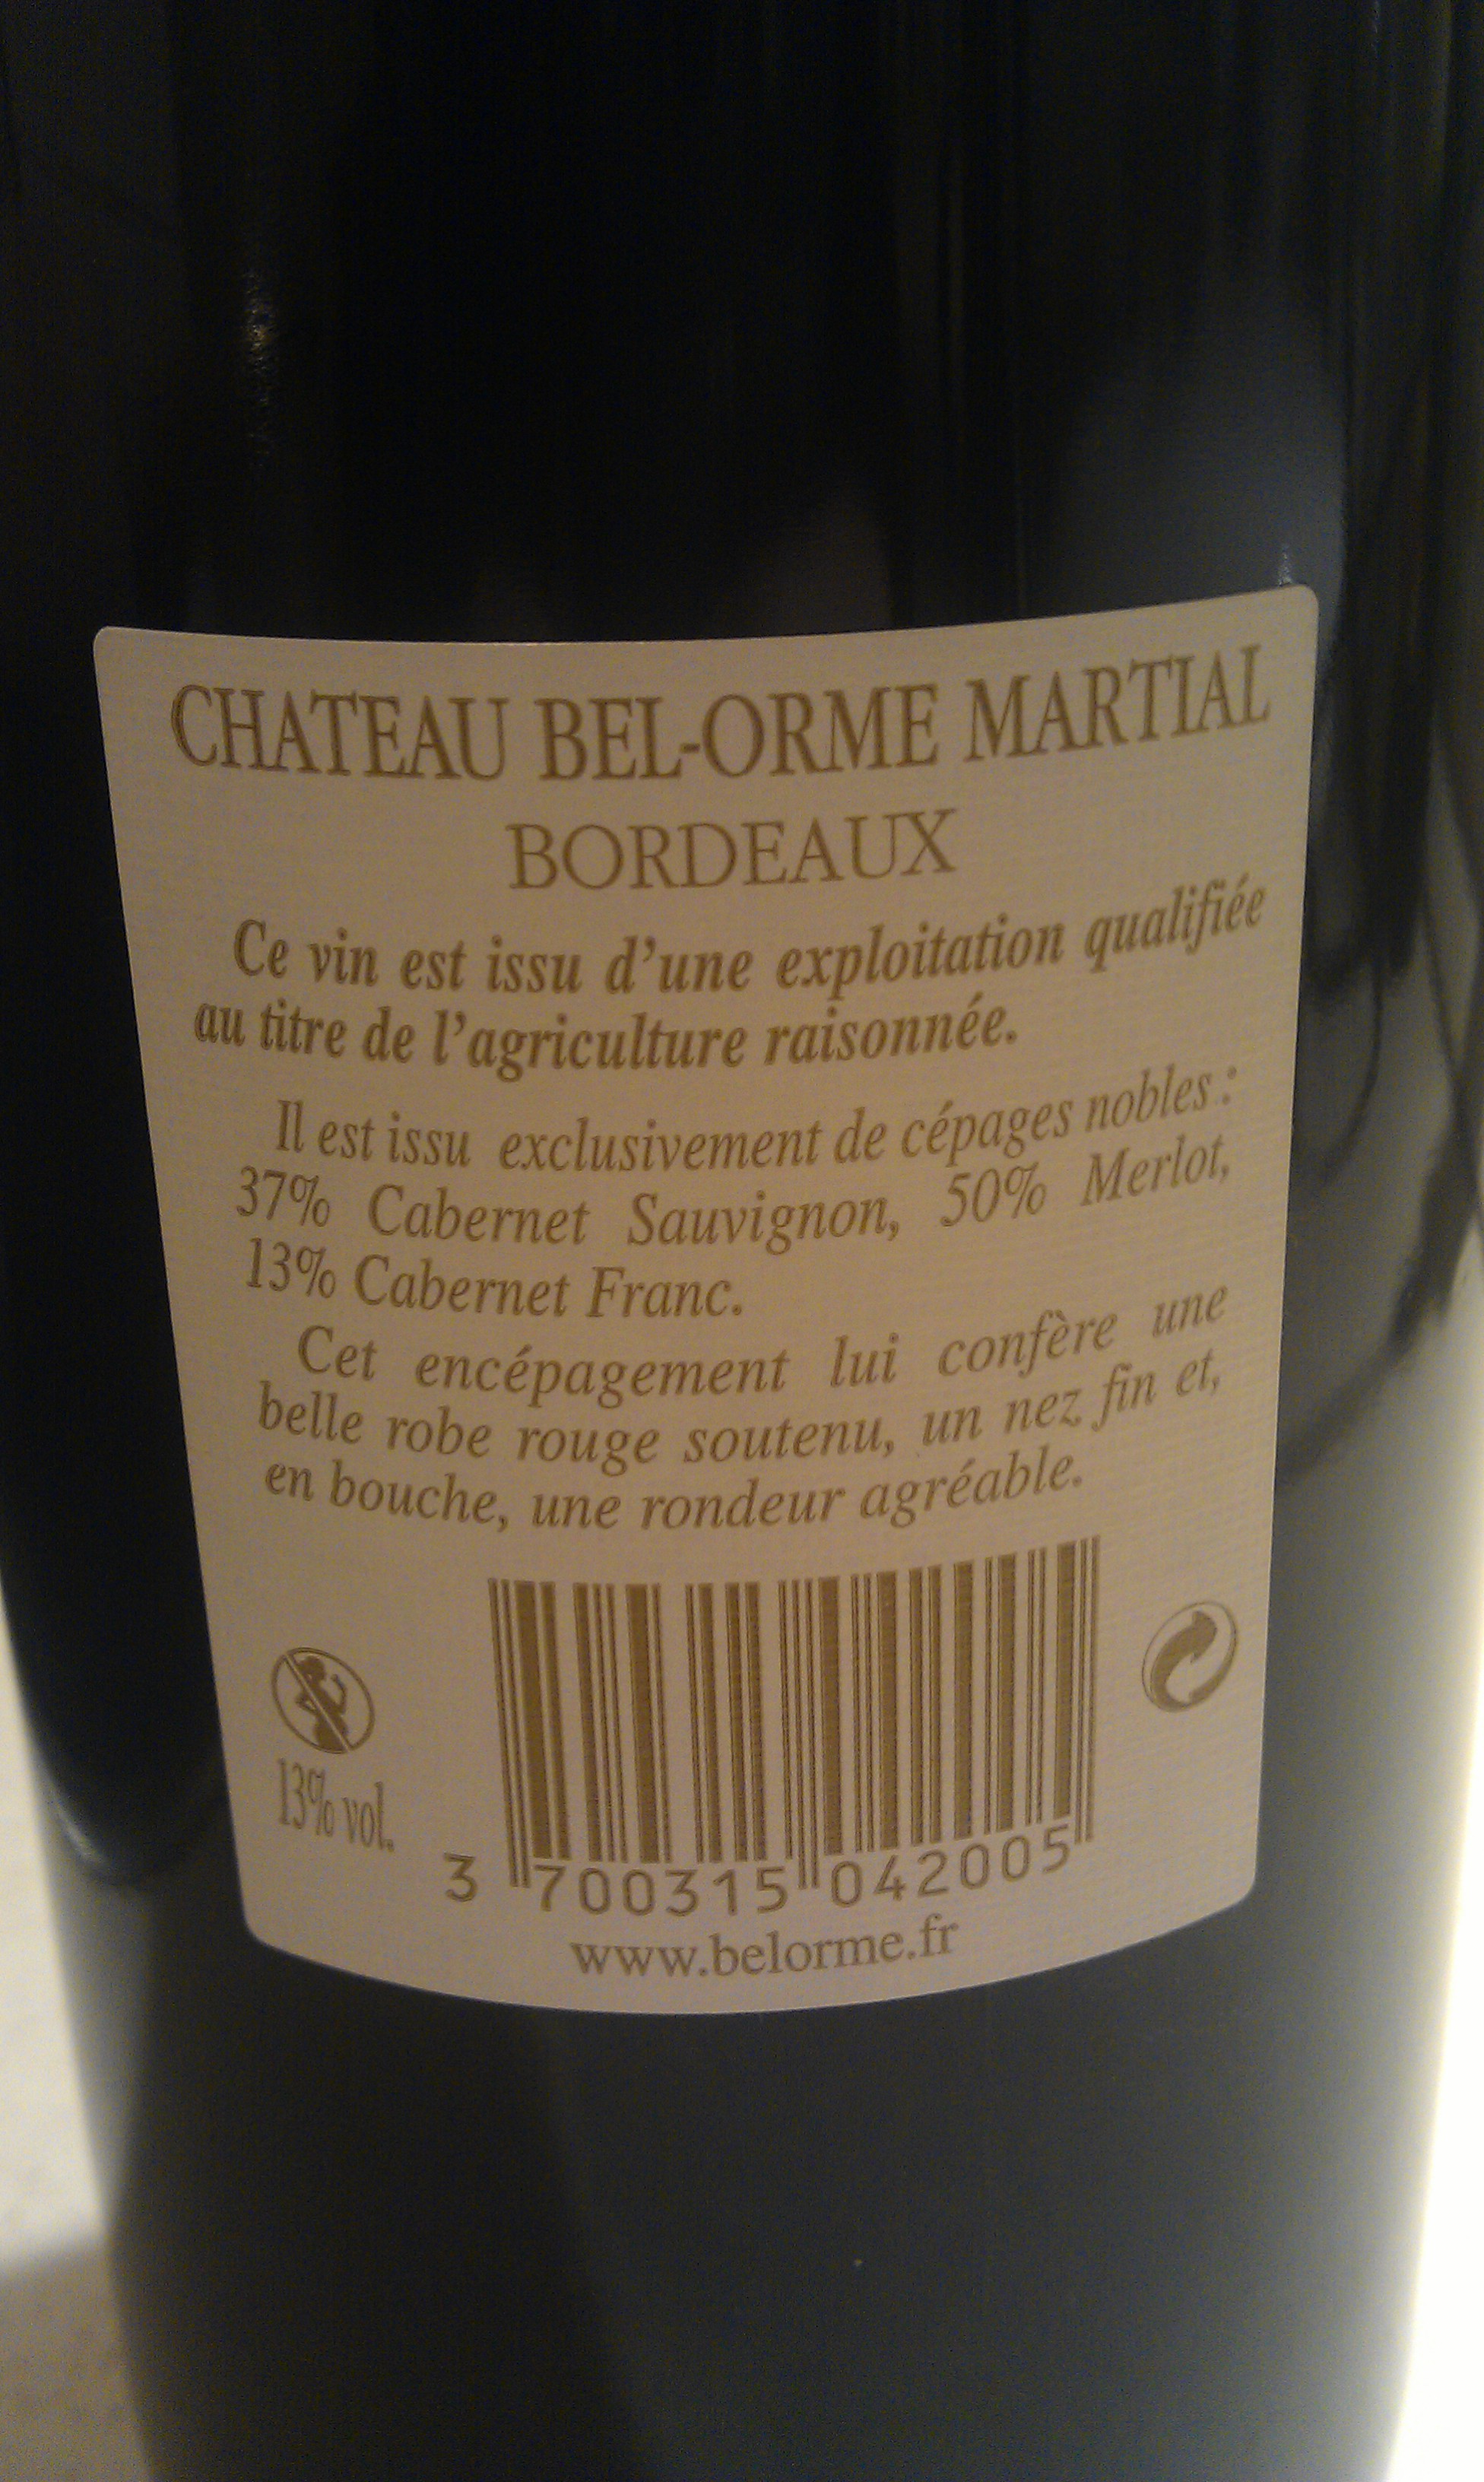 CHATEAU BEL-ORME MARTIAL
BORDEAUX
Ce vin est issu d'une exploitation qualifiée
au titre de l'agriculture raisonnée.
Il est issu exclusivement de cépages nobles :
37% Cabernet Sauvignon, 50% Merlot,
13% Cabernet Franc.
Cet encépagement lui confère une
belle robe rouge soutenu, un nez fin et,
en bouche, une rondeur agréable.
13% vol.
3 700315 042005
www.belorme.fr